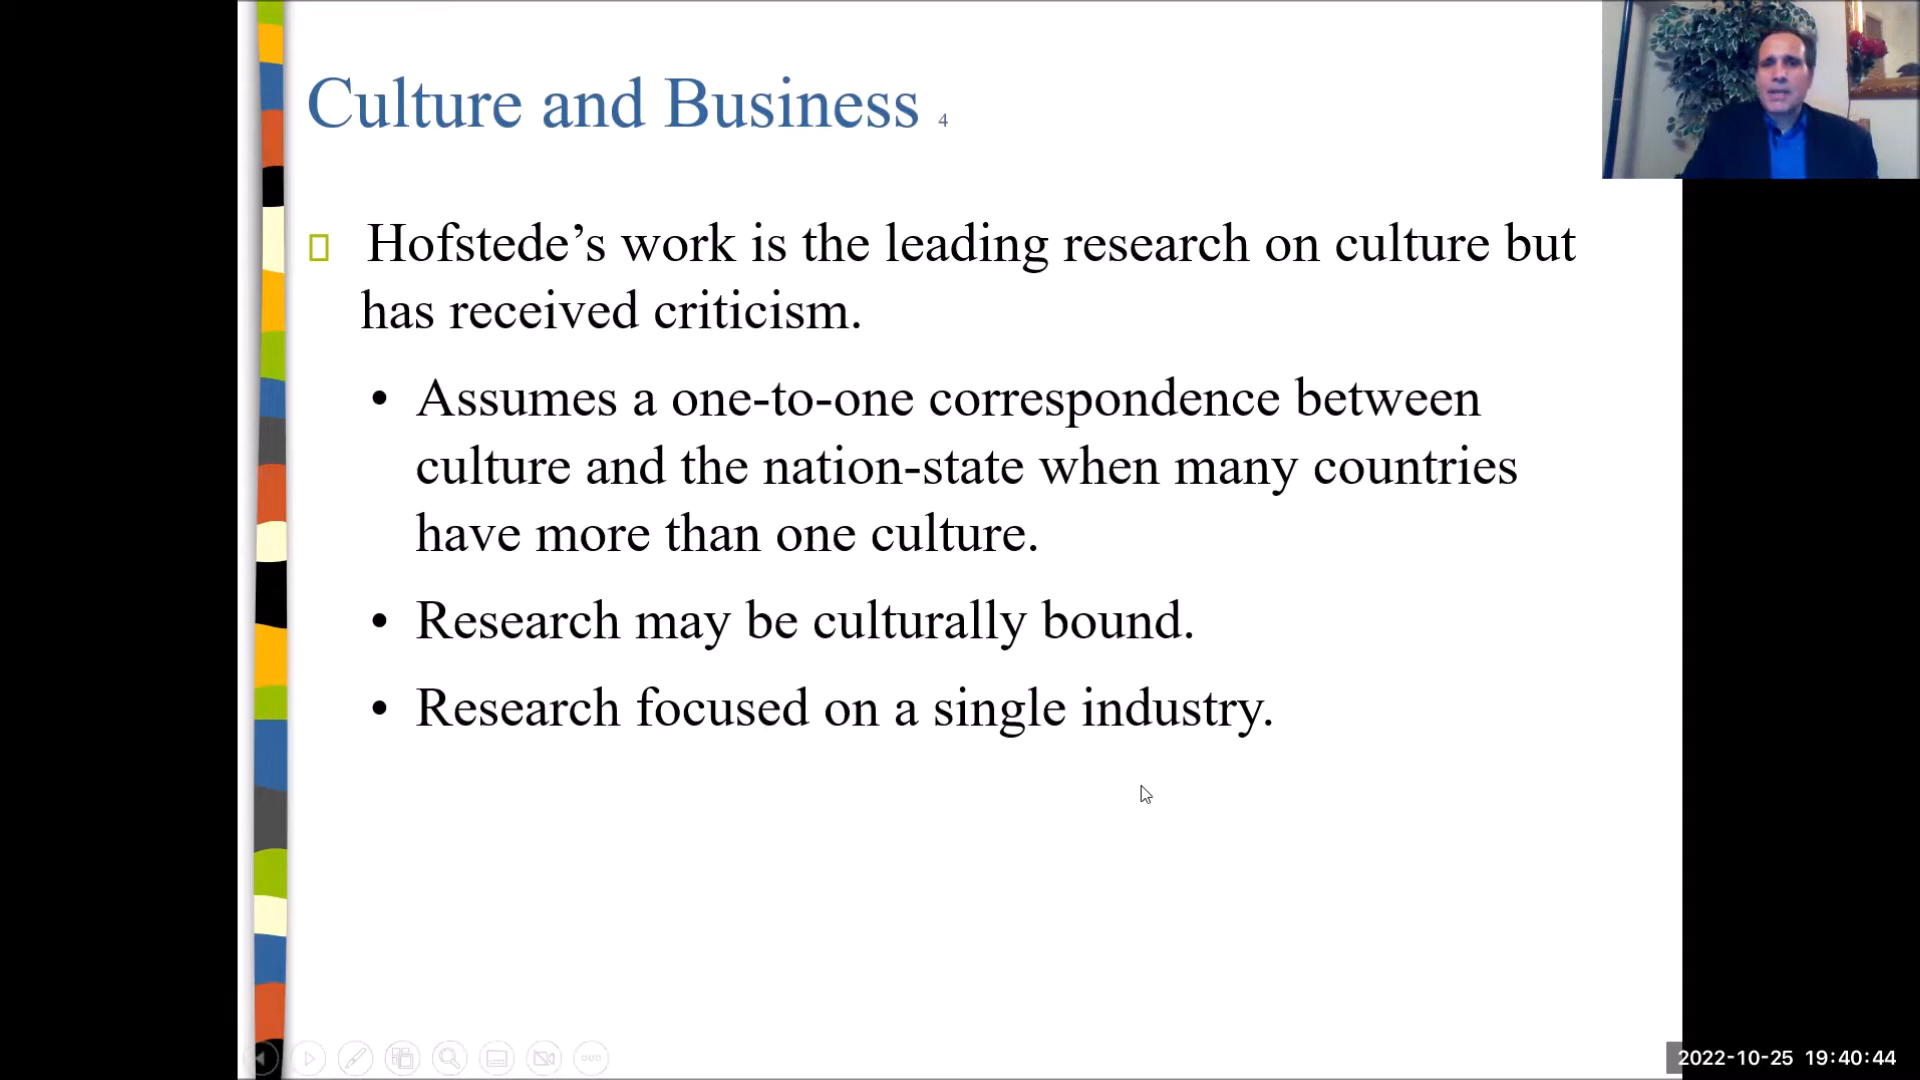 Culture and Business 4
Hofstede’s work is the leading research on culture but
has received criticism.
• Assumes a one-to-one correspondence between
culture and the nation-state when many countries
have more than one culture.
• Research may be culturally bound.
• Research focused on a single industry.
2022-10-25 19:40:44